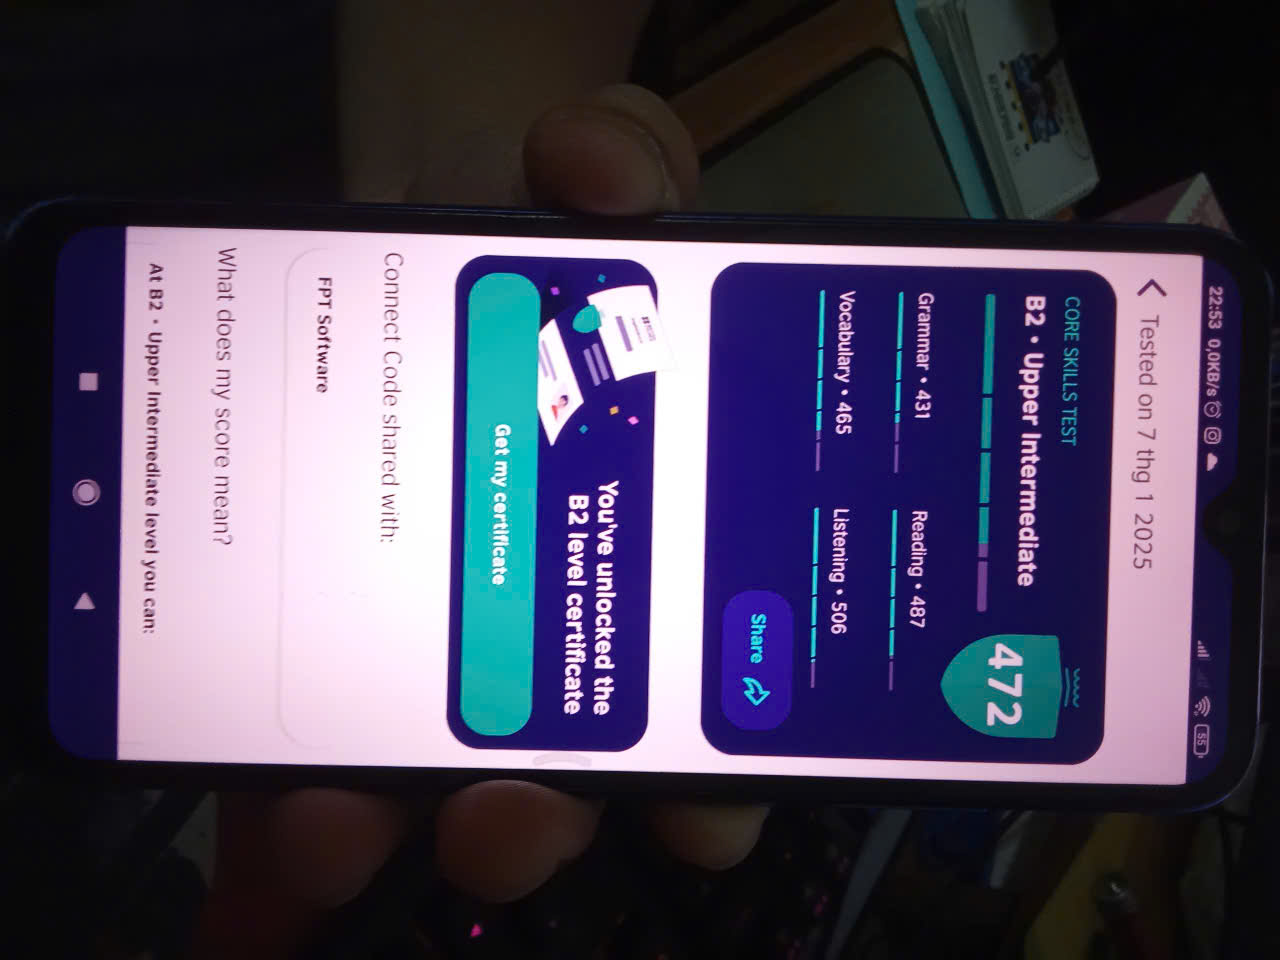 22:53 0,0KB/s
55
Tested on 7 thg 1 2025
CORE SKILLS TEST
B2 • Upper Intermediate
472
Grammar • 431
Reading • 487
Vocabulary • 465
Listening • 506
Share
You've unlocked the
B2 level certificate
Get my certificate
Connect Code shared with:
FPT Software
What does my score mean?
At B2 • Upper Intermediate level you can: